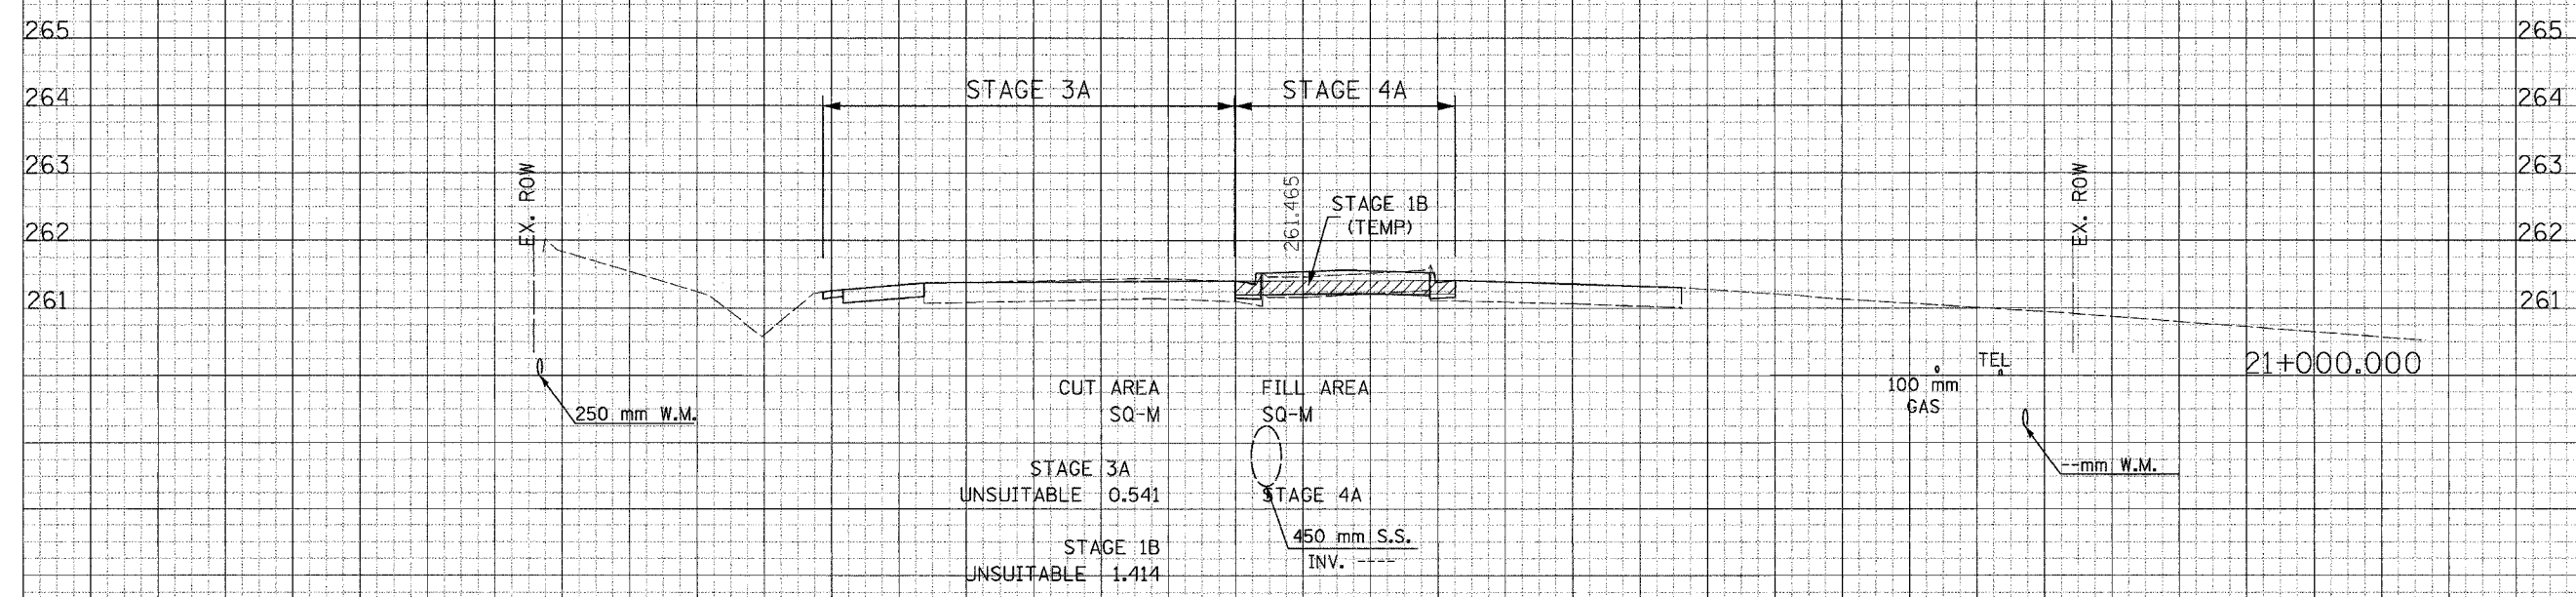 265 265
STAGE 3A STAGE 4A
264 264
263 263
EX. ROW EX. ROW
261.465
STAGE 1B
(TEMP)
262 262
261 261
TEL
21+000.000
100 mm
GAS
CUT AREA FILL AREA
SQ-M SQ-M
250 mm W.M.
--mm W.M.
STAGE 3A
UNSUITABLE 0.541
STAGE 4A
450 mm S.S.
INV. ----
STAGE 1B
UNSUITABLE 1.414